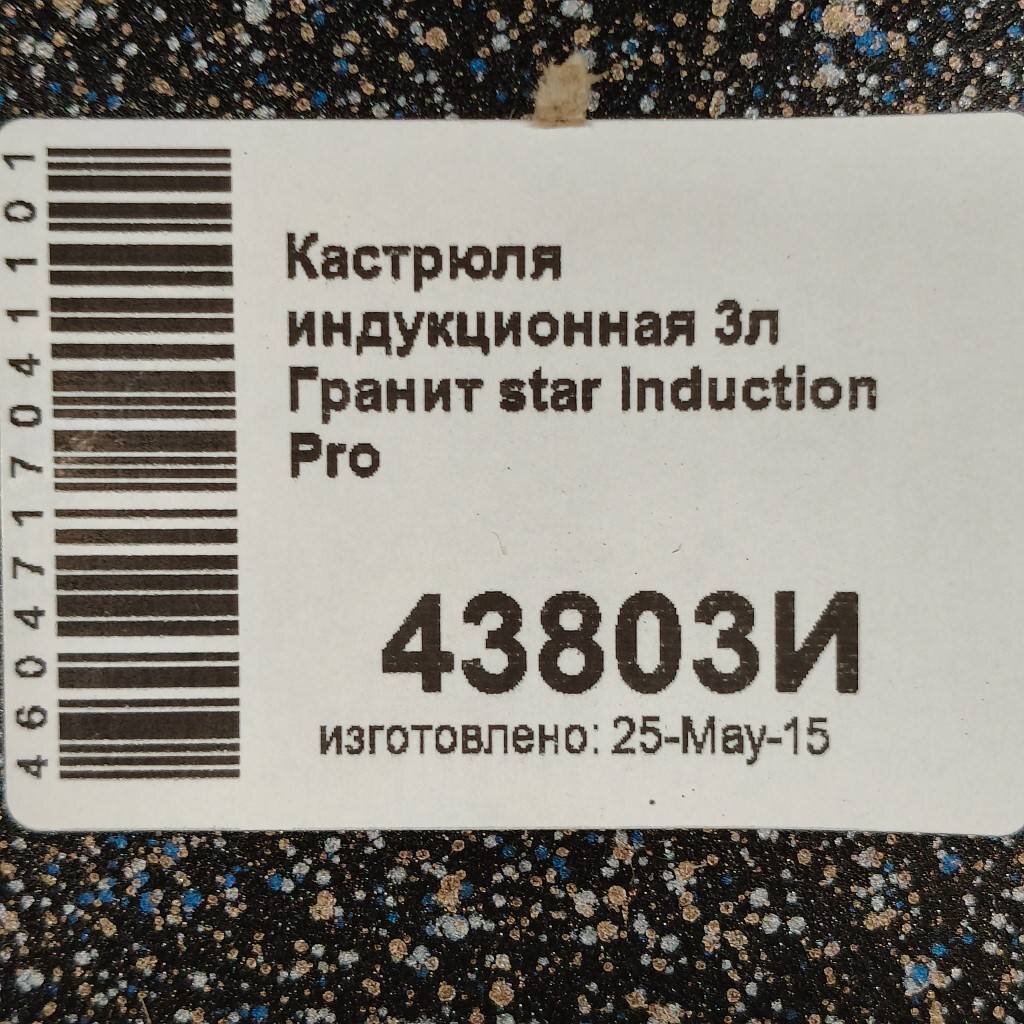 Кастрюля
индукционная 3л
Гранит star Induction
Pro
43803И
изготовлено: 25-May-15
4604717041101